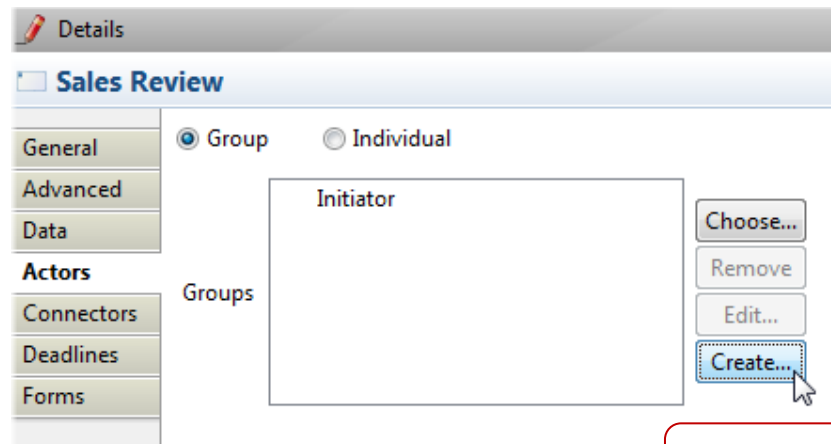 Details
Sales Review
General
Advanced
Data
Actors
Connectors
Deadlines
Forms
Group Individual
Groups
Initiator
Choose...
Remove
Edit...
Create...